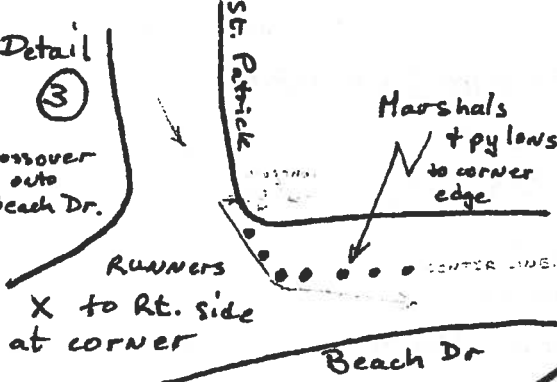 Detail
3
ossover
onto
each Dr.
St. Patrick
Marshals
+ pylons
to corner
edge
CENTER LINE
RUNNERS
X to Rt. side
at corner
Beach Dr